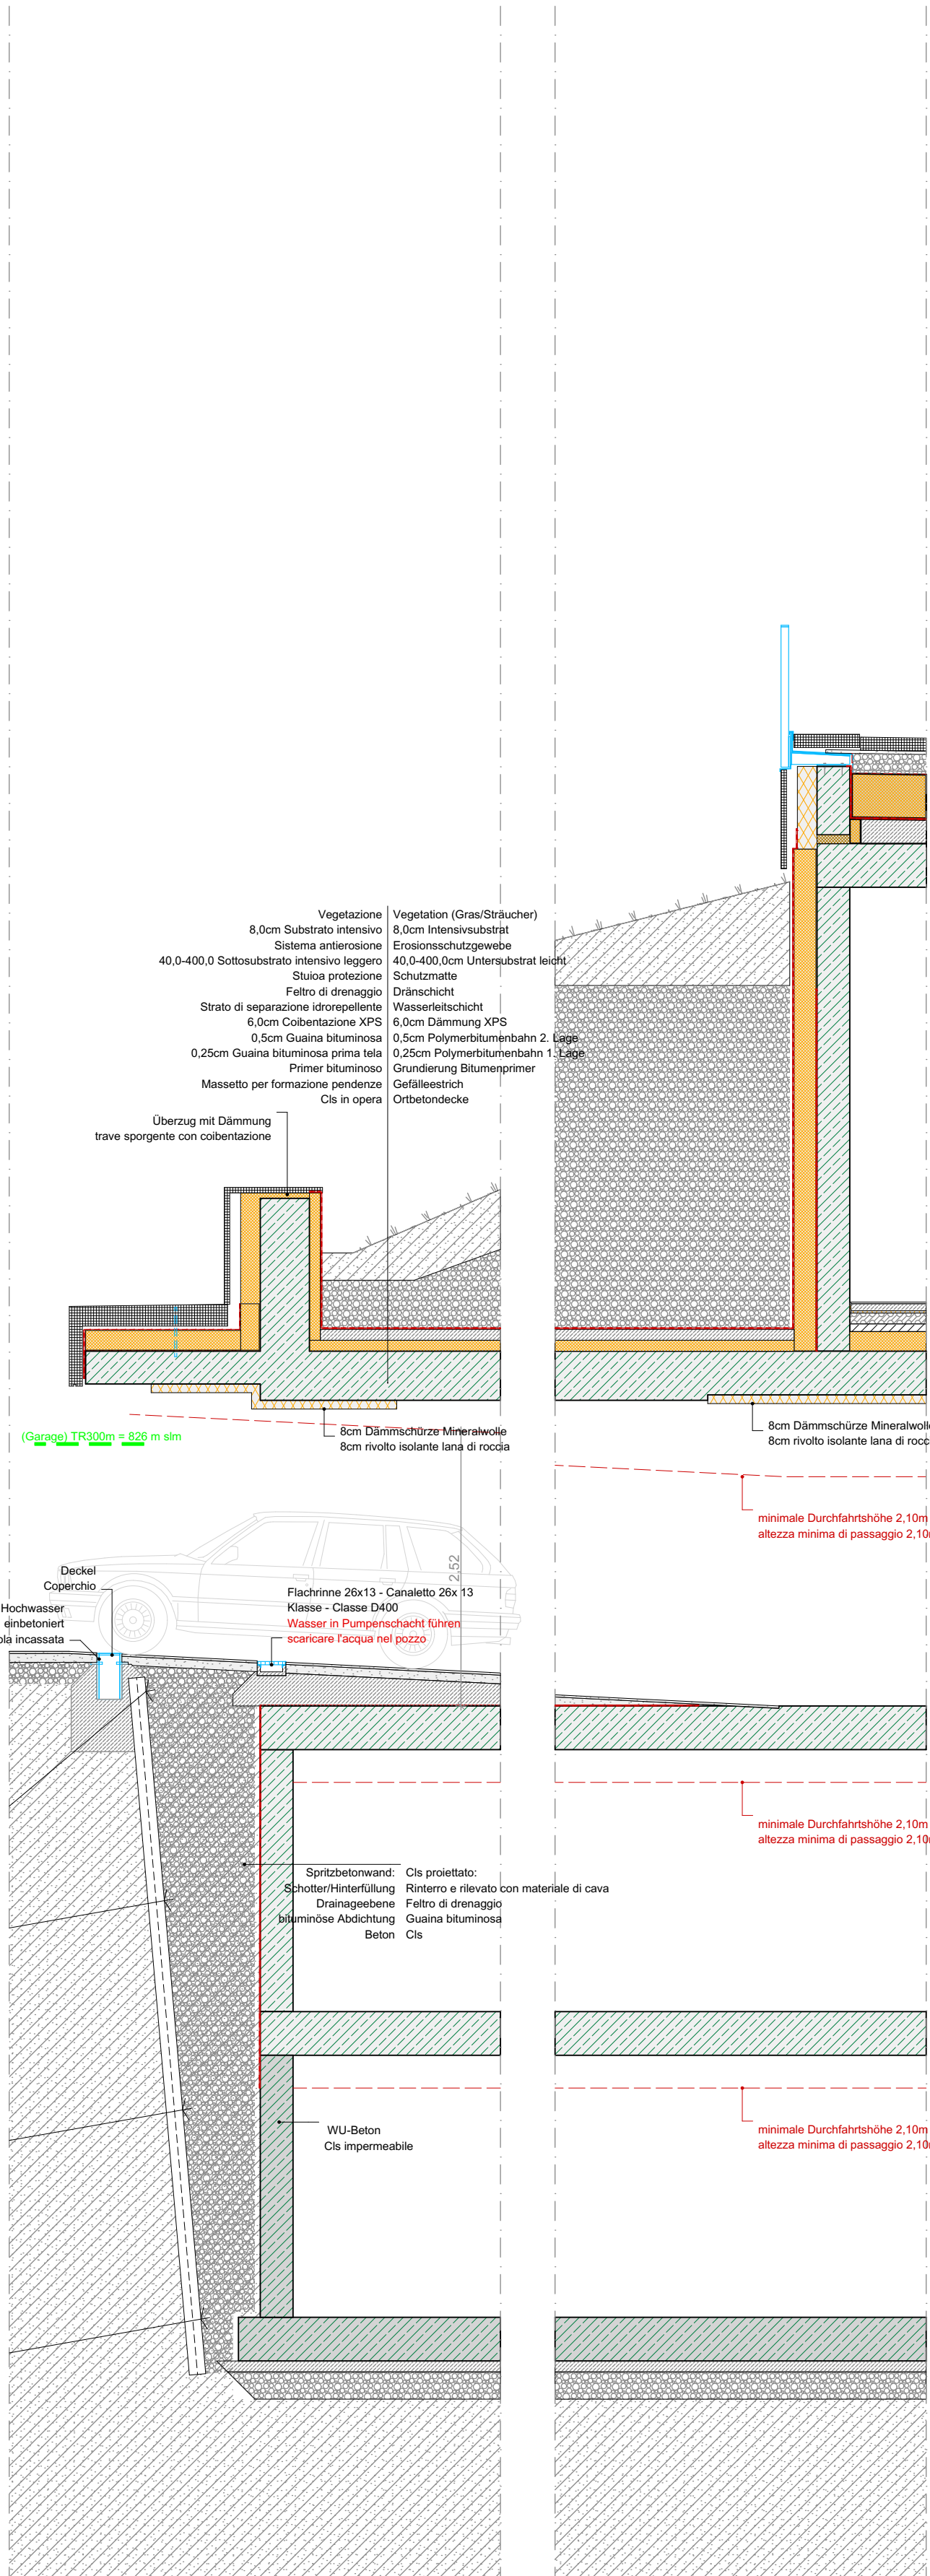 Vegetazione Vegetation (Gras/Sträucher)
8,0cm Substrato intensivo 8,0cm Intensivsubstrat
Sistema antierosione Erosionsschutzgewebe
40,0-400,0 Sottosubstrato intensivo leggero 40,0-400,0cm Untersubstrat leicht
Stuioa protezione Schutzmatte
Feltro di drenaggio Dränschicht
Strato di separazione idrorepellente Wasserleitschicht
6,0cm Coibentazione XPS 6,0cm Dämmung XPS
0,5cm Guaina bituminosa 0,5cm Polymerbitumenbahn 2. Lage
0,25cm Guaina bituminosa prima tela 0,25cm Polymerbitumenbahn 1. Lage
Primer bituminoso Grundierung Bitumenprimer
Massetto per formazione pendenze Gefälleestrich
Cls in opera Ortbetondecke
Überzug mit Dämmung
trave sporgente con coibentazione
8cm Dämmschürze Mineralwolle
8cm rivolto isolante lana di roccia
8cm Dämmschürze Mineralwolle
8cm rivolto isolante lana di rocc
(Garage) TR300m = 826 m slm
minimale Durchfahrtshöhe 2,10m
altezza minima di passaggio 2,10
2,52
Deckel
Coperchio
Hochwasser
einbetoniert
ola incassata
Flachrinne 26x13 - Canaletto 26x 13
Klasse - Classe D400
Wasser in Pumpenschacht führen
scaricare l'acqua nel pozzo
minimale Durchfahrtshöhe 2,10m
altezza minima di passaggio 2,10
Spritzbetonwand: Cls proiettato:
Schotter/Hinterfüllung Rinterro e rilevato con materiale di cava
Drainageebene Feltro di drenaggio
bituminöse Abdichtung Guaina bituminosa
Beton Cls
WU-Beton
Cls impermeabile
minimale Durchfahrtshöhe 2,10m
altezza minima di passaggio 2,10